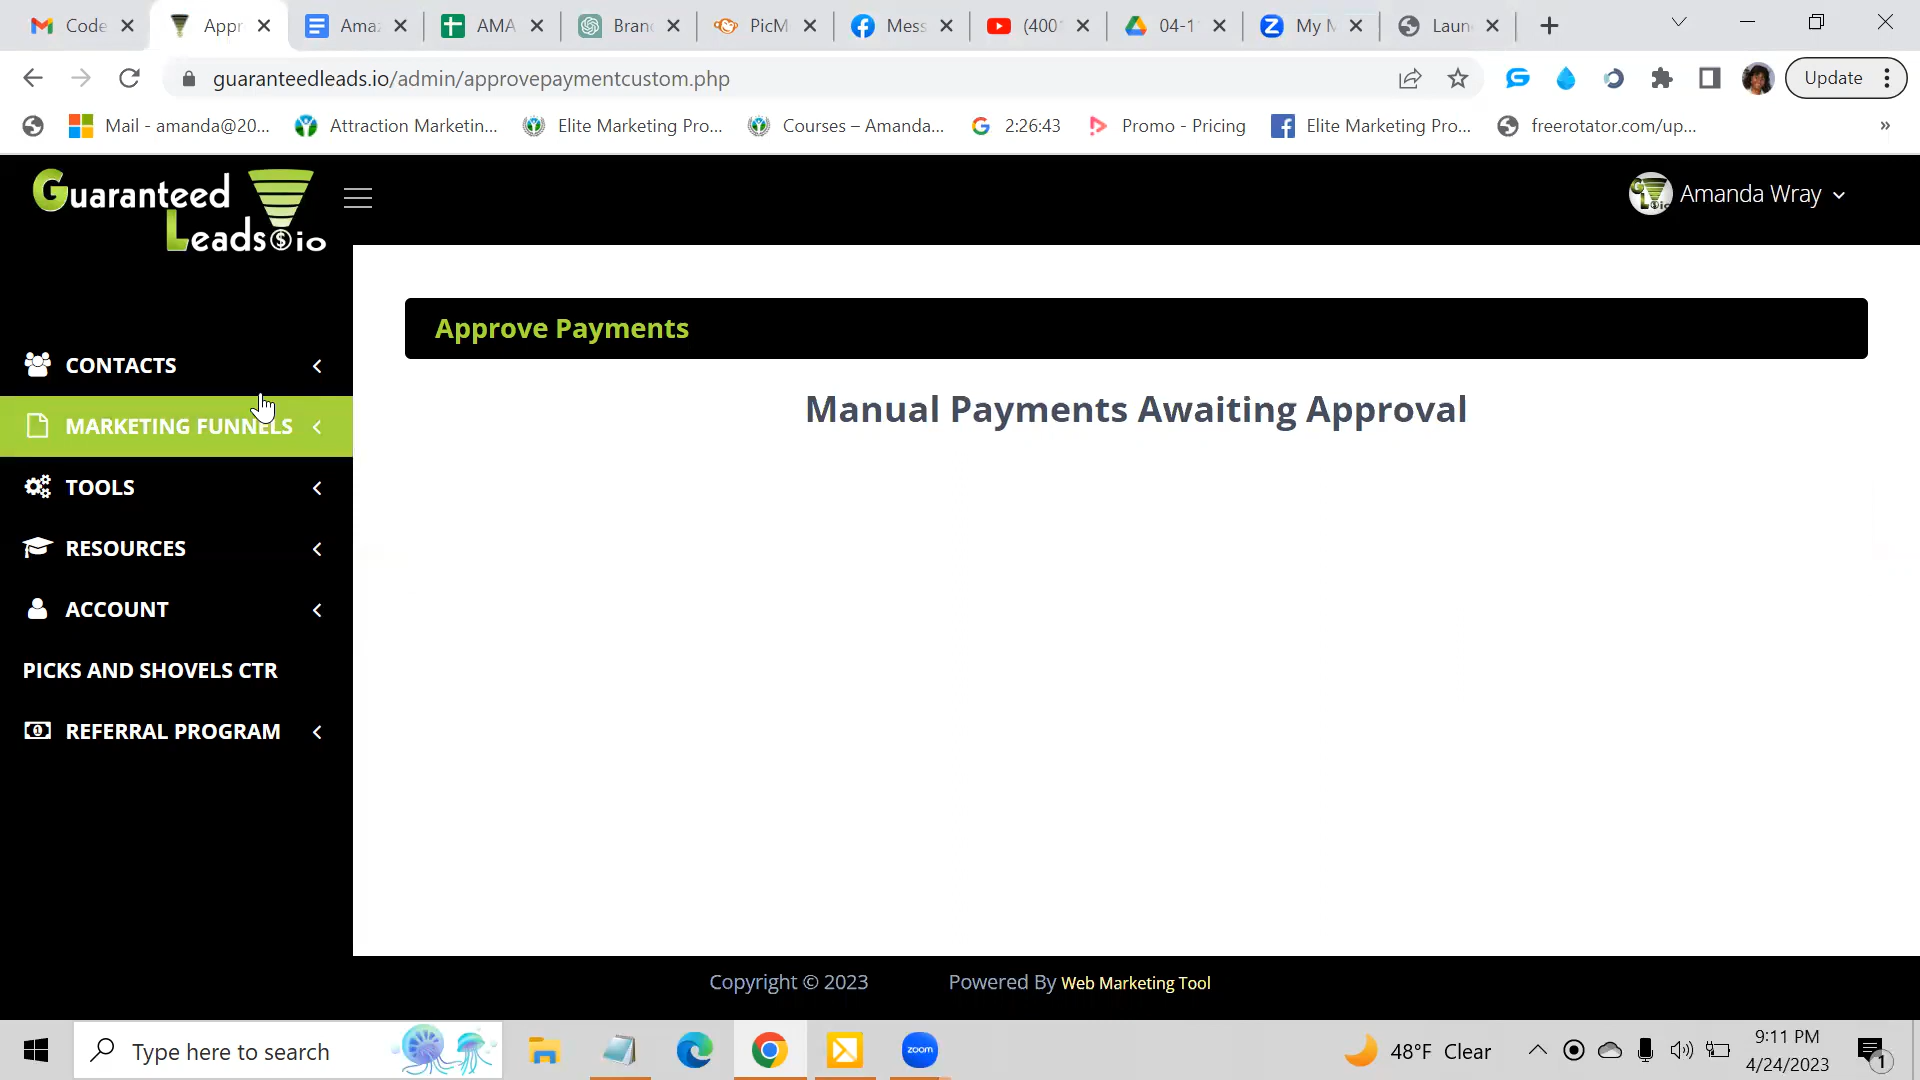 Code
Appr
Ama
AMA
Bran
PicM
Mess
(400
04-1
My M
Laun
guaranteedleads.io/admin/approvepaymentcustom.php
Update
Mail - amanda@20...
Attraction Marketin...
Elite Marketing Pro...
Courses – Amanda...
2:26:43
Promo - Pricing
Elite Marketing Pro...
freerotator.com/up...
»
Guaranteed
Leads.io
Amanda Wray
Approve Payments
Manual Payments Awaiting Approval
CONTACTS
MARKETING FUNNELS
TOOLS
RESOURCES
ACCOUNT
PICKS AND SHOVELS CTR
REFERRAL PROGRAM
Copyright © 2023
Powered By Web Marketing Tool
Type here to search
zoom
48°F Clear
9:11 PM
4/24/2023
1